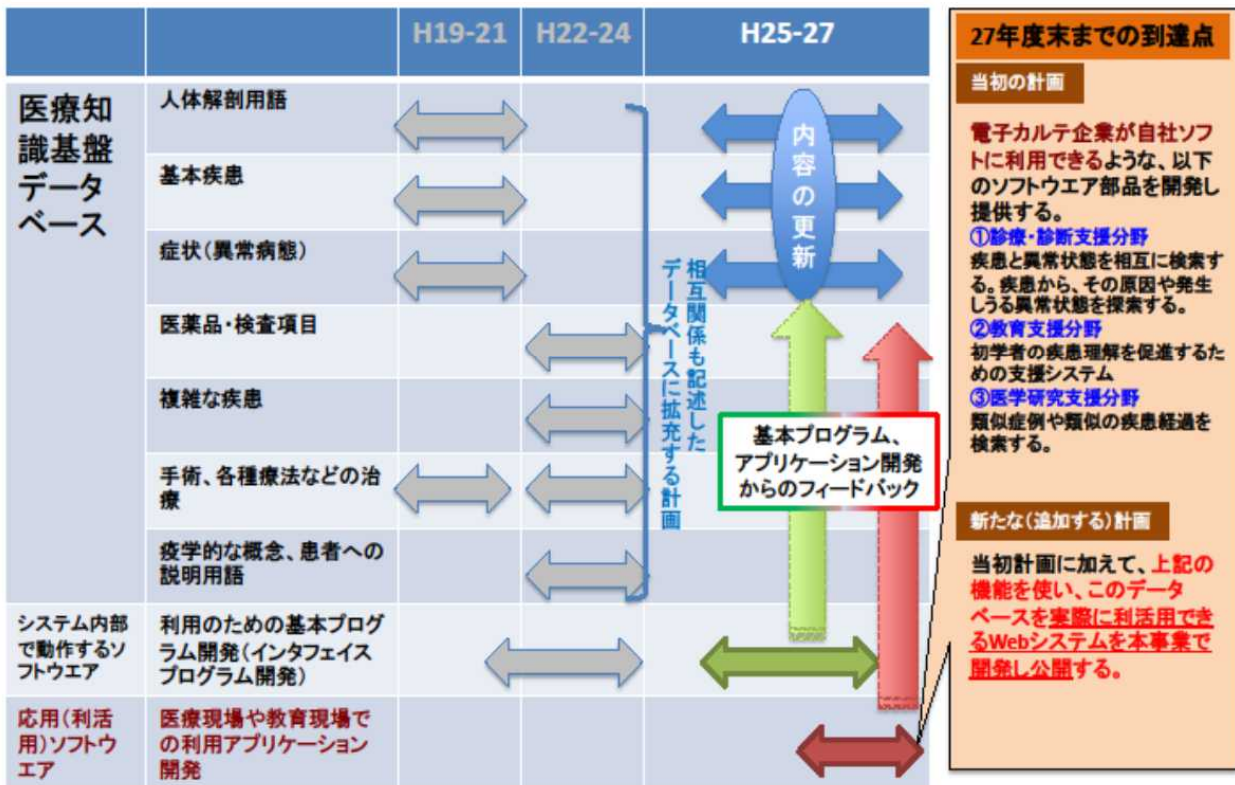 H19-21
H22-24
H25-27
医療知
識基盤
データ
ベース
人体解剖用語
基本疾患
症状(異常病態)
医薬品・検査項目
複雑な疾患
手術、各種療法などの治
療
疫学的な概念、患者への
説明用語
相互関係も記述した
データベースに拡充する計画
内容の更新
基本プログラム、
アプリケーション開発
からのフィードバック
システム内部
で動作するソ
フトウエア
利用のための基本プログ
ラム開発(インタフェイス
プログラム開発)
応用(利活
用)ソフトウ
エア
医療現場や教育現場で
の利用アプリケーション
開発
27年度末までの到達点
当初の計画
電子カルテ企業が自社ソフ
トに利用できるような、以下
のソフトウエア部品を開発し
提供する。
①診療・診断支援分野
疾患と異常状態を相互に検索す
る。疾患から、その原因や発生
しうる異常状態を探索する。
②教育支援分野
初学者の疾患理解を促進するた
めの支援システム
③医学研究支援分野
類似症例や類似の疾患経過を
検索する。
新たな(追加する)計画
当初計画に加えて、上記の
機能を使い、このデータ
ベースを実際に利活用でき
るWebシステムを本事業で
開発し公開する。